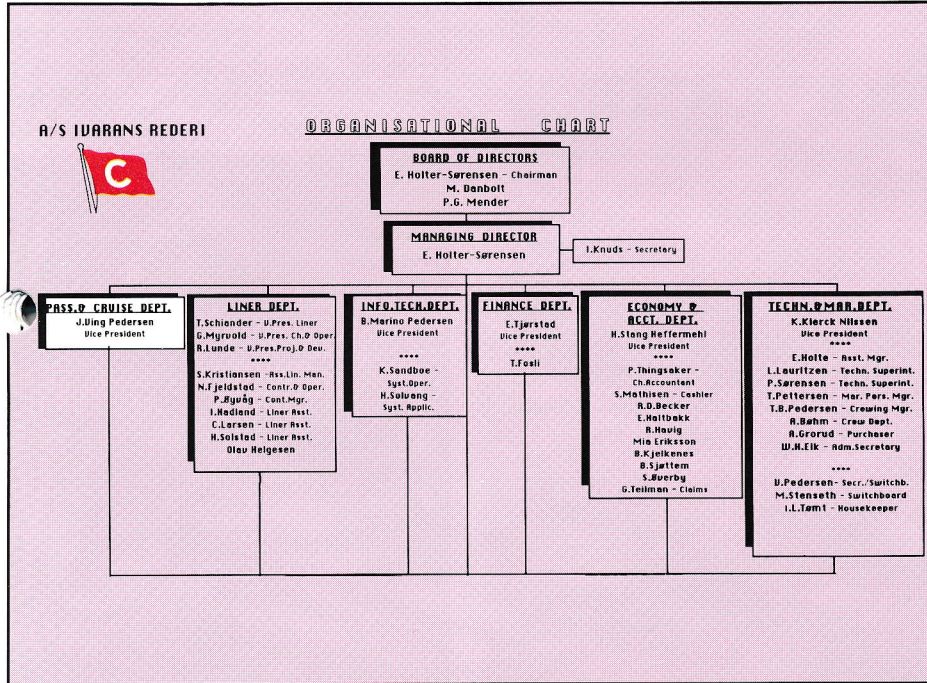 A/S IVARANS REDERI
C
ORGANISATIONAL CHART
BOARD OF DIRECTORS
E. Holter-Sørensen - Chairman
M. Danbolt
P.G. Mender
MANAGING DIRECTOR
E. Holter-Sørensen
I.Knuds - Secretary
PASS.& CRUISE DEPT.
J.Ving Pedersen
Vice President
LINER DEPT.
T.Schiander - V.Pres. Liner
G.Myrvold - V.Pres. Ch.& Oper.
R.Lunde - V.Pres.Proj.& Dev.
****
S.Kristiansen - Ass.Lin. Man.
N.Fjeldstad - Contr.& Oper.
P.Øyvåg - Cont.Mgr.
I.Hadland - Liner Asst.
C.Larsen - Liner Asst.
H.Solstad - Liner Asst.
Olav Helgesen
INFO.TECH.DEPT.
B.Marino Pedersen
Vice President
****
K.Sandboe -
Syst.Oper.
H.Solvang -
Syst. Applic.
FINANCE DEPT.
E.Tjørstad
Vice President
****
T.Fosli
ECONOMY &
ACCT. DEPT.
H.Stang Heffermehl
Vice President
****
P.Thingsaker -
Ch.Accountant
S.Mathisen - Cashier
R.D.Becker
E.Haltbakk
R.Havig
Mia Eriksson
B.Kjelkenes
B.Sjøttem
S.Øverby
G.Teilman - Claims
TECHN.&MAR.DEPT.
K.Klerck Nilssen
Vice President
****
E.Holte - Asst. Mgr.
L.Lauritzen - Techn. Superint.
P.Sørensen - Techn. Superint.
T.Pettersen - Mar. Pers. Mgr.
T.B.Pedersen - Crewing Mgr.
A.Bøhm - Crew Dept.
A.Grorud - Purchaser
W.H.Eik - Adm.Secretary
****
V.Pedersen- Secr./Switchb.
M.Stenseth - Switchboard
I.L.Tømt - Housekeeper